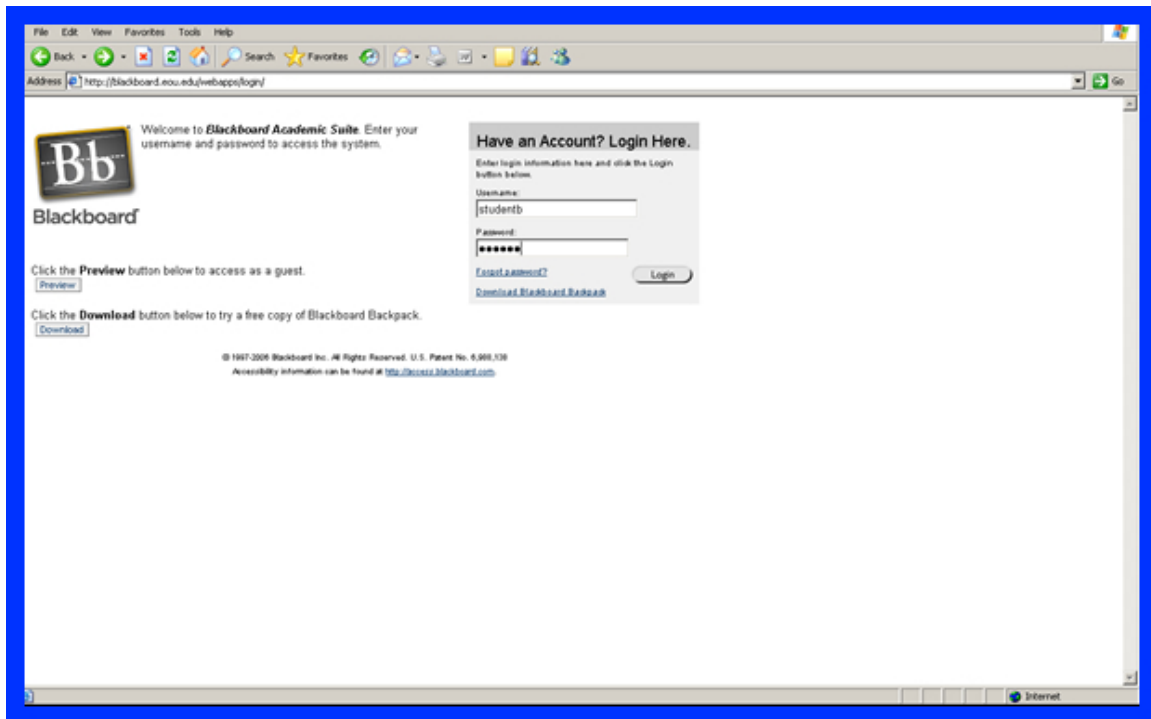 File Edit View Favorites Tools Help
Back Search Favorites
Address http://blackboard.eou.edu/webapps/login/ Go
Bb
Blackboard
Welcome to Blackboard Academic Suite. Enter your
username and password to access the system.
Click the Preview button below to access as a guest.
Preview
Click the Download button below to try a free copy of Blackboard Backpack.
Download
Have an Account? Login Here.
Enter login information here and click the Login
button below.
Username:
studentb
Password:
••••••
Forgot password?
Login
Download Blackboard Backpack
© 1997-2006 Blackboard Inc. All Rights Reserved. U.S. Patent No. 6,988,138
Accessibility information can be found at http://access.blackboard.com.
Internet